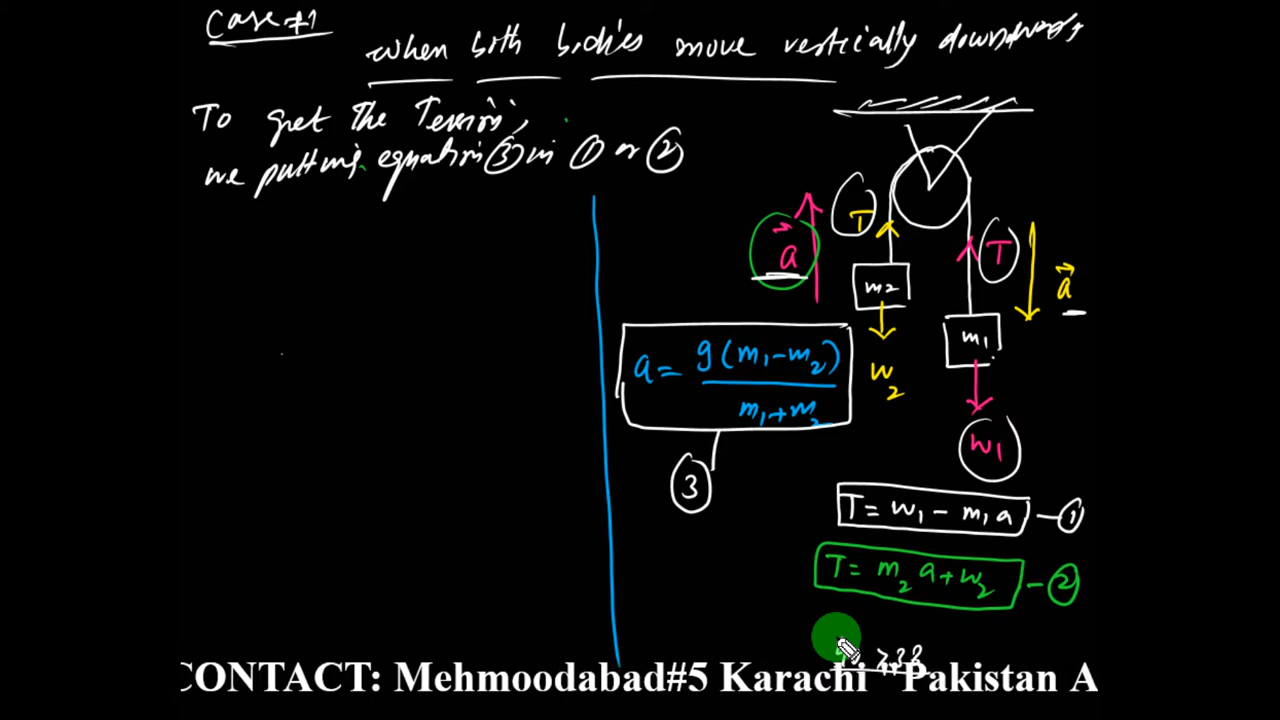 Case #1
when both bodies move vertically downwards
To get the Tension,
we putting equation ③ in ① or ②
T
a
T
a
m2
m1
a = g(m1-m2)
m1+m2
w2
w1
③
T = w1 - m1a — ①
T = m2 a + w2 — ②
CONTACT: Mehmoodabad#5 Karachi Pakistan A